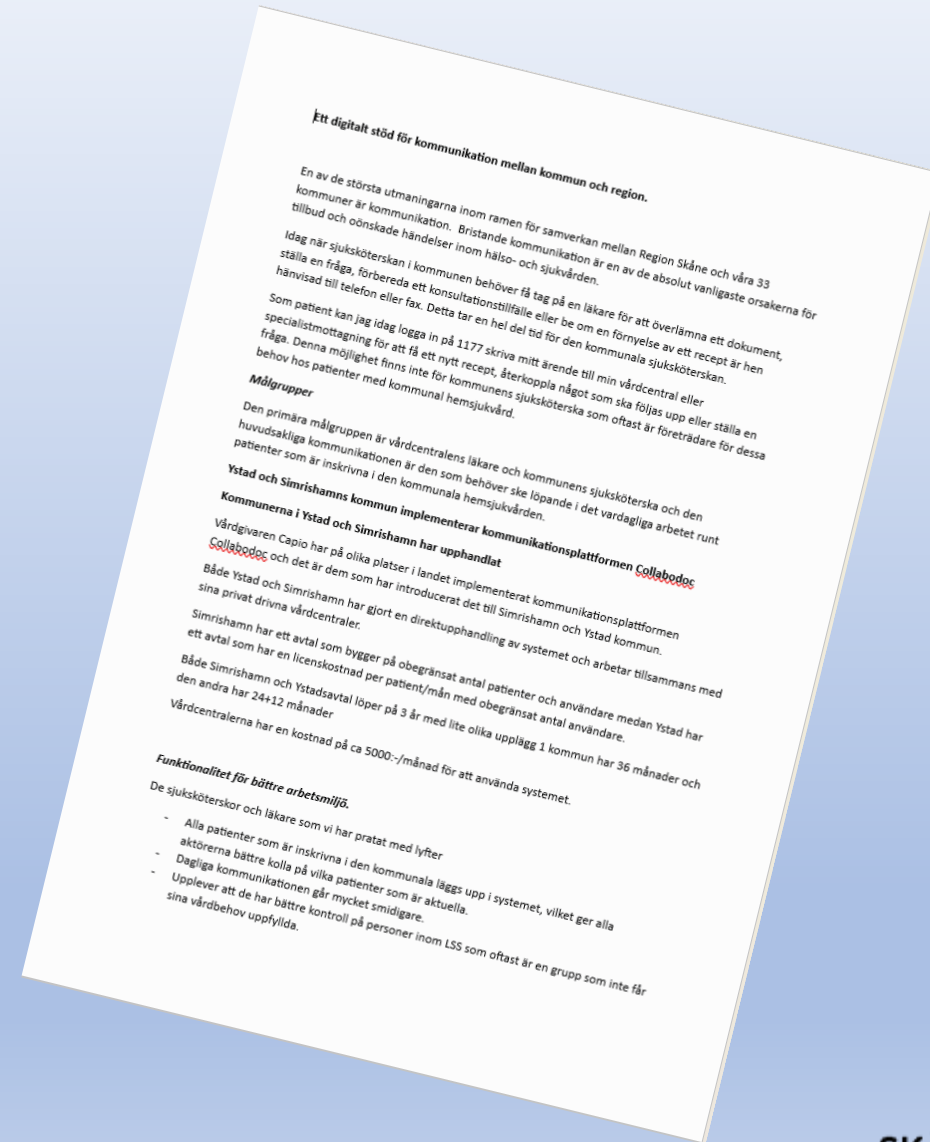 Ett digitalt stöd för kommunikation mellan kommun och region.
En av de största utmaningarna inom ramen för samverkan mellan Region Skåne och våra 33
kommuner är kommunikation.  Bristande kommunikation är en av de absolut vanligaste orsakerna för
tillbud och oönskade händelser inom hälso- och sjukvården.
Idag när sjuksköterskan i kommunen behöver få tag på en läkare för att överlämna ett dokument,
ställa en fråga, förbereda ett konsultationstillfälle eller be om en förnyelse av ett recept är hen
hänvisad till telefon eller fax. Detta tar en hel del tid för den kommunala sjuksköterskan.
Som patient kan jag idag logga in på 1177 skriva mitt ärende till min vårdcentral eller
specialistmottagning för att få ett nytt recept, återkoppla något som ska följas upp eller ställa en
fråga. Denna möjlighet finns inte för kommunens sjuksköterska som oftast är företrädare för dessa
behov hos patienter med kommunal hemsjukvård.
Målgrupper
Den primära målgruppen är vårdcentralens läkare och kommunens sjuksköterska och den
huvudsakliga kommunikationen är den som behöver ske löpande i det vardagliga arbetet runt
patienter som är inskrivna i den kommunala hemsjukvården.
Ystad och Simrishamns kommun implementerar kommunikationsplattformen Collabodoc
Kommunerna i Ystad och Simrishamn har upphandlat
Vårdgivaren Capio har på olika platser i landet implementerat kommunikationsplattformen
Collabodoc och det är dem som har introducerat det till Simrishamn och Ystad kommun.
Både Ystad och Simrishamn har gjort en direktupphandling av systemet och arbetar tillsammans med
sina privat drivna vårdcentraler.
Simrishamn har ett avtal som bygger på obegränsat antal patienter och användare medan Ystad har
ett avtal som har en licenskostnad per patient/mån med obegränsat antal användare.
Både Simrishamn och Ystadsavtal löper på 3 år med lite olika upplägg 1 kommun har 36 månader och
den andra har 24+12 månader
Vårdcentralerna har en kostnad på ca 5000:-/månad för att använda systemet.
Funktionalitet för bättre arbetsmiljö.
De sjuksköterskor och läkare som vi har pratat med lyfter
- Alla patienter som är inskrivna i den kommunala läggs upp i systemet, vilket ger alla
aktörerna bättre kolla på vilka patienter som är aktuella.
- Dagliga kommunikationen går mycket smidigare.
- Upplever att de har bättre kontroll på personer inom LSS som oftast är en grupp som inte får
sina vårdbehov uppfyllda.